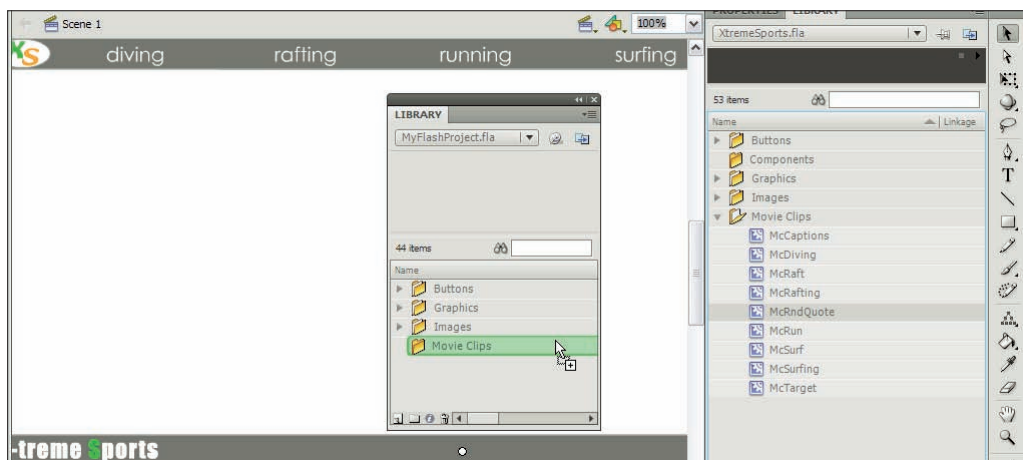 Scene 1
100%
XS
diving
rafting
running
surfing
LIBRARY
MyFlashProject.fla
44 items
Name
Buttons
Graphics
Images
Movie Clips
-treme Sports
PROPERTIES LIBRARY
XtremeSports.fla
53 items
Name
Linkage
Buttons
Components
Graphics
Images
Movie Clips
McCaptions
McDiving
McRaft
McRafting
McRndQuote
McRun
McSurf
McSurfing
McTarget